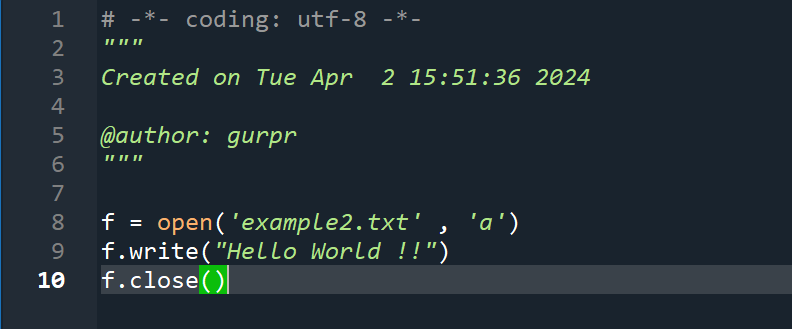 1 # -*- coding: utf-8 -*-
2 """
3 Created on Tue Apr  2 15:51:36 2024
4
5 @author: gurpr
6 """
7
8 f = open('example2.txt' , 'a')
9 f.write("Hello World !!")
10 f.close()